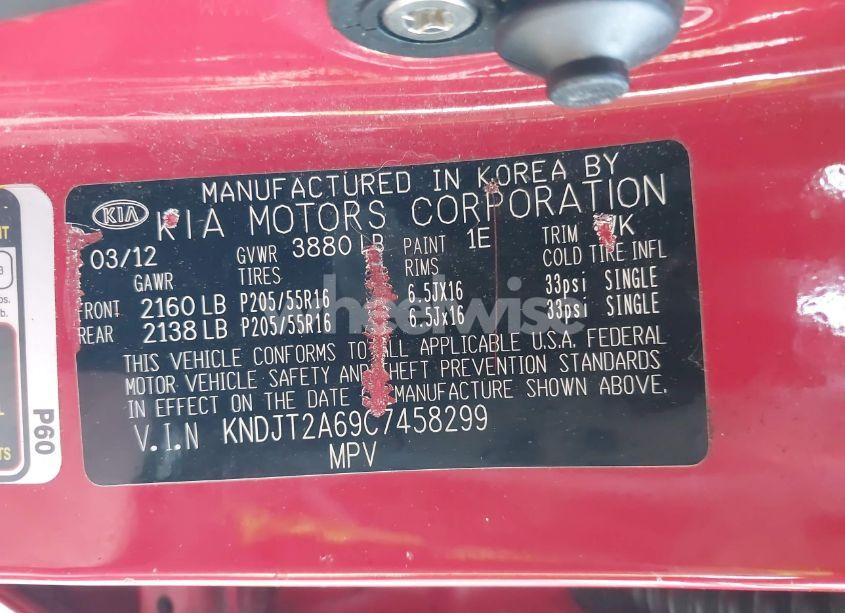 MANUFACTURED IN KOREA BY
KIA KIA MOTORS CORPORATION
03/12 GVWR 3880 LB PAINT 1E TRIM
GAWR TIRES RIMS COLD TIRE INFL
FRONT 2160 LB P205/55R16 6.5JX16 33psi SINGLE
REAR 2138 LB P205/55R16 6.5JX16 33psi SINGLE
THIS VEHICLE CONFORMS TO ALL APPLICABLE U.S.A. FEDERAL
MOTOR VEHICLE SAFETY AND THEFT PREVENTION STANDARDS
IN EFFECT ON THE DATE MANUFACTURE SHOWN ABOVE.
V.I.N KNDJT2A69C7458299
MPV
P60
wheelwise